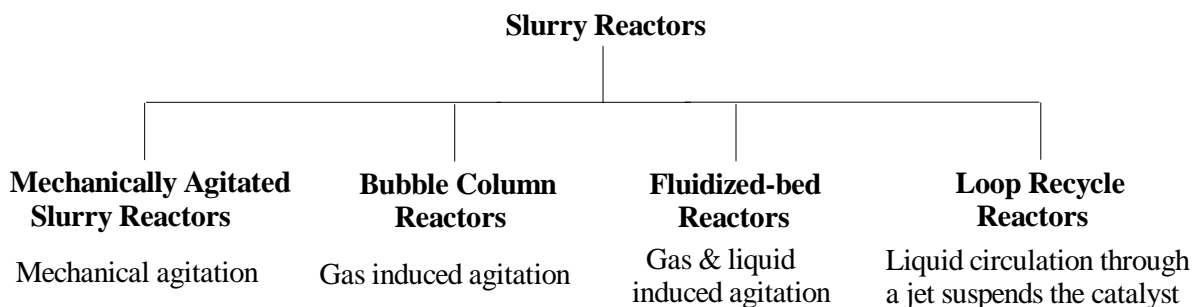 Slurry Reactors
Mechanically Agitated
Slurry Reactors
Mechanical agitation
Bubble Column
Reactors
Gas induced agitation
Fluidized-bed
Reactors
Gas & liquid
induced agitation
Loop Recycle
Reactors
Liquid circulation through
a jet suspends the catalyst